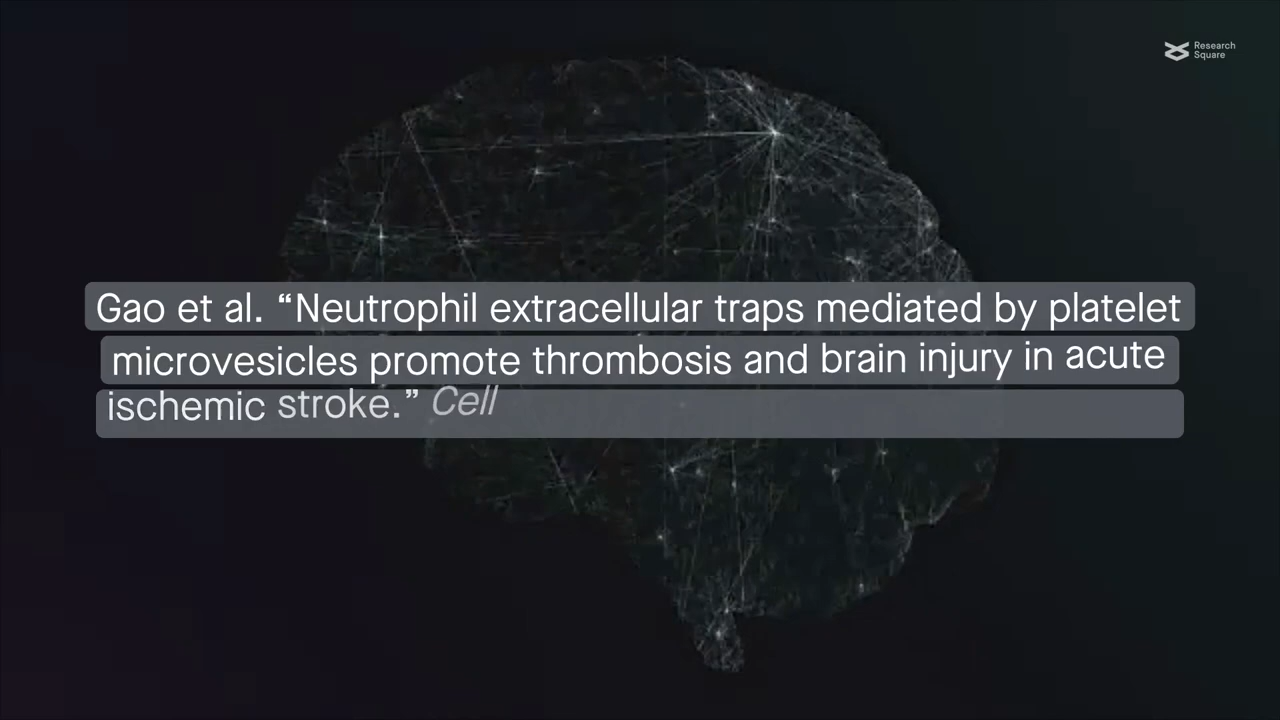 Research
Square
Gao et al. “Neutrophil extracellular traps mediated by platelet
microvesicles promote thrombosis and brain injury in acute
ischemic stroke.” Cell